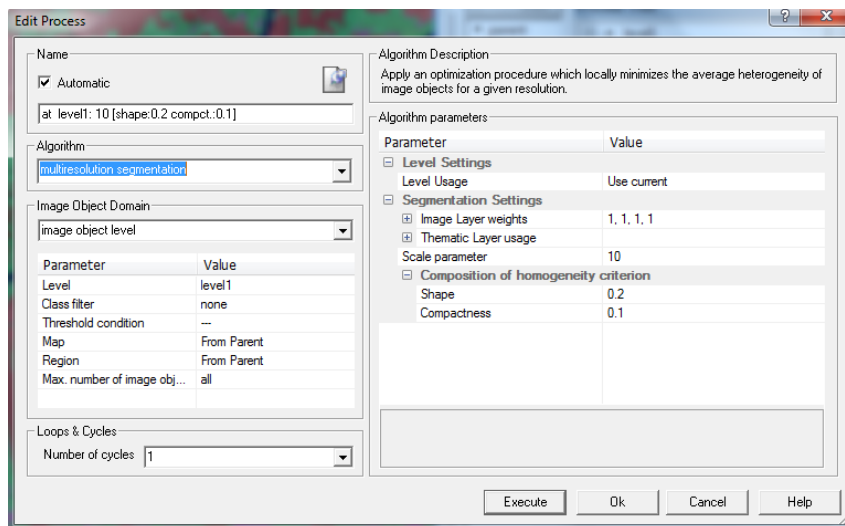 Edit Process
Name
Automatic
at level1: 10 [shape:0.2 compct.:0.1]
Algorithm
multiresolution segmentation
Image Object Domain
image object level
Parameter Value
Level level1
Class filter none
Threshold condition ---
Map From Parent
Region From Parent
Max. number of image obj... all
Loops & Cycles
Number of cycles 1
Algorithm Description
Apply an optimization procedure which locally minimizes the average heterogeneity of
image objects for a given resolution.
Algorithm parameters
Parameter Value
Level Settings
Level Usage Use current
Segmentation Settings
Image Layer weights 1, 1, 1, 1
Thematic Layer usage
Scale parameter 10
Composition of homogeneity criterion
Shape 0.2
Compactness 0.1
Execute Ok Cancel Help